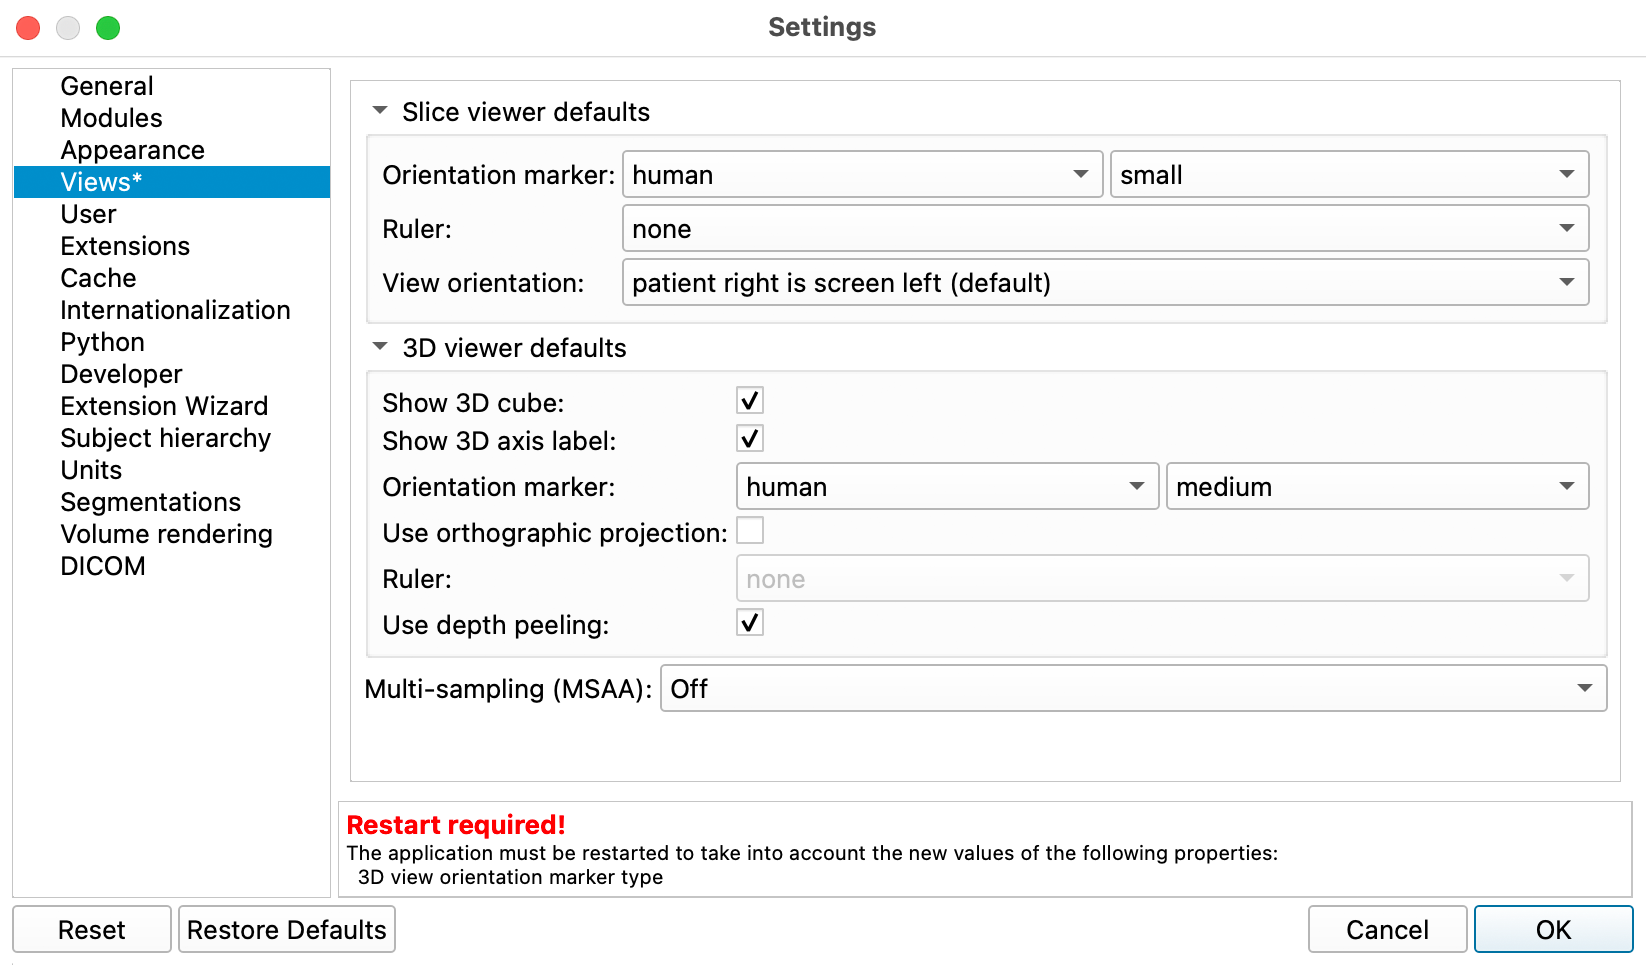 Settings
General
Modules
Appearance
Views*
User
Extensions
Cache
Internationalization
Python
Developer
Extension Wizard
Subject hierarchy
Units
Segmentations
Volume rendering
DICOM
Slice viewer defaults
Orientation marker: human small
Ruler: none
View orientation: patient right is screen left (default)
3D viewer defaults
Show 3D cube:
Show 3D axis label:
Orientation marker: human medium
Use orthographic projection:
Ruler: none
Use depth peeling:
Multi-sampling (MSAA): Off
Restart required!
The application must be restarted to take into account the new values of the following properties:
3D view orientation marker type
Reset Restore Defaults Cancel OK